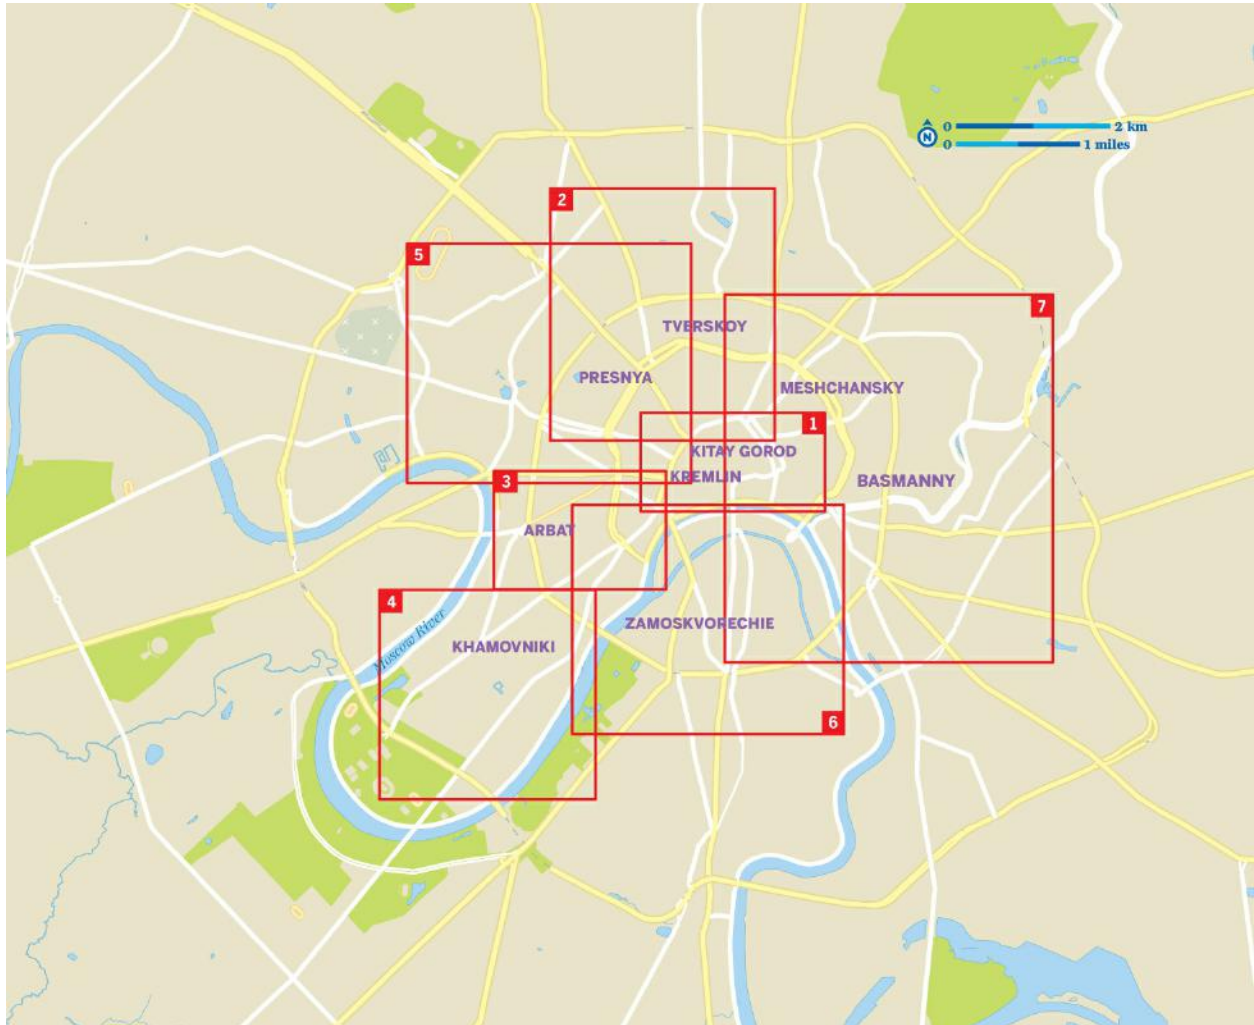 0 2 km
N
0 1 miles
2
5
7
TVERSKOY
PRESNYA
MESHCHANSKY
1
KITAY GOROD
KREMLIN
3
BASMANNY
ARBAT
4
ZAMOSKVORECHIE
Moscow River
KHAMOVNIKI
6